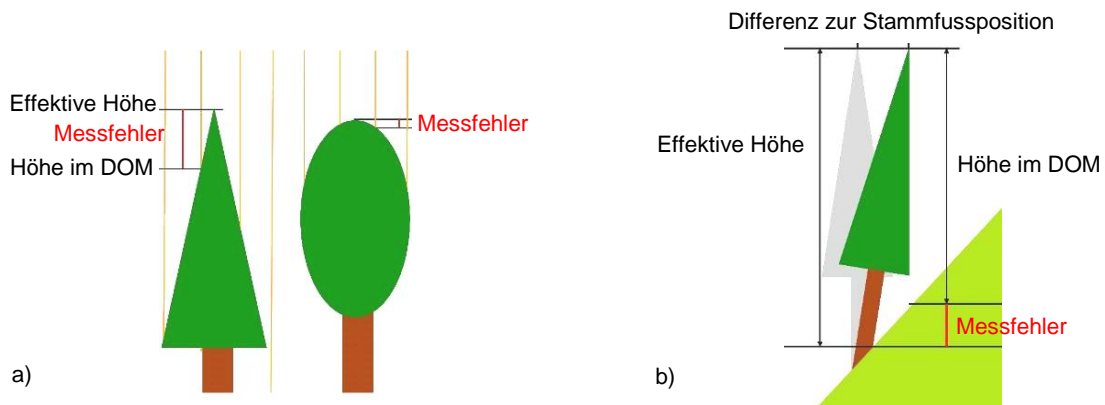 Effektive Höhe
Messfehler
Höhe im DOM
Messfehler
a)
Differenz zur Stammfussposition
Effektive Höhe
Höhe im DOM
Messfehler
b)